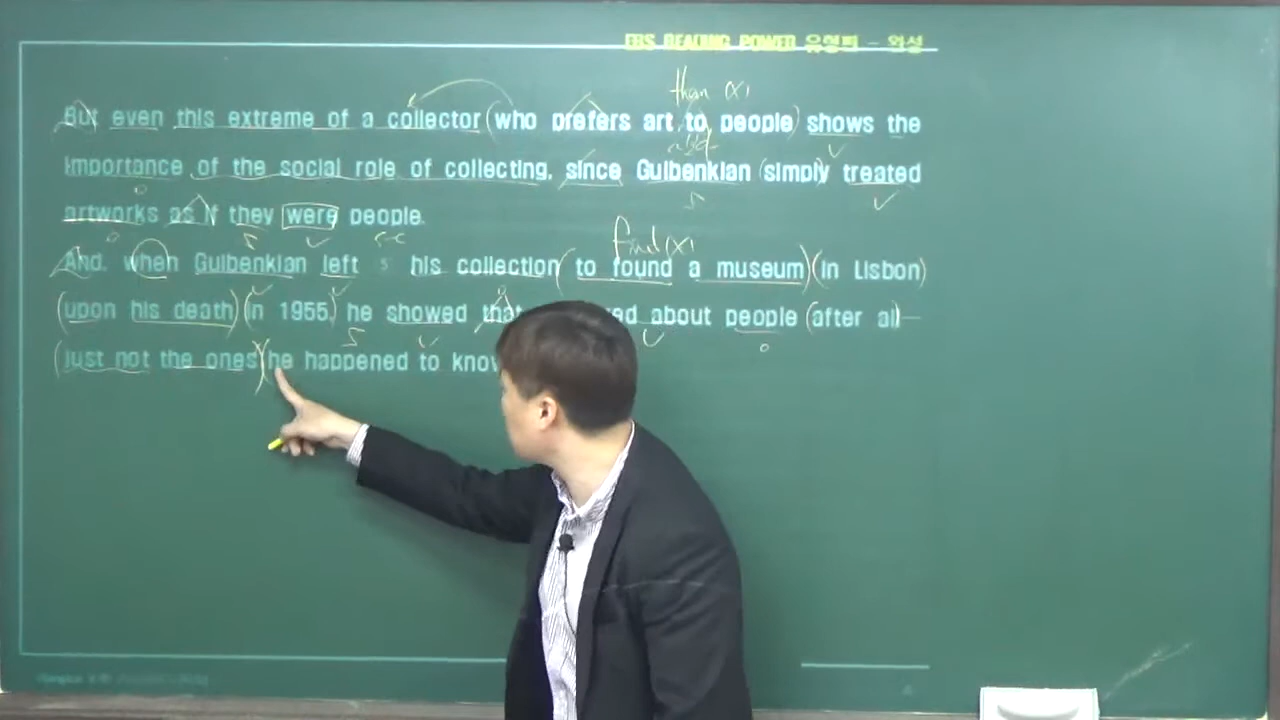 EBS READING POWER 유형편 - 완성
than (X)
But even this extreme of a collector (who prefers art to people) shows the
importance of the social role of collecting, since Gulbenkian (simply) treated
artworks as if they were people.
find (X)
And, when Gulbenkian left his collection (to found a museum) (in Lisbon)
(upon his death) (in 1955,) he showed that about people (after all)—
(just not the ones) he happened to know